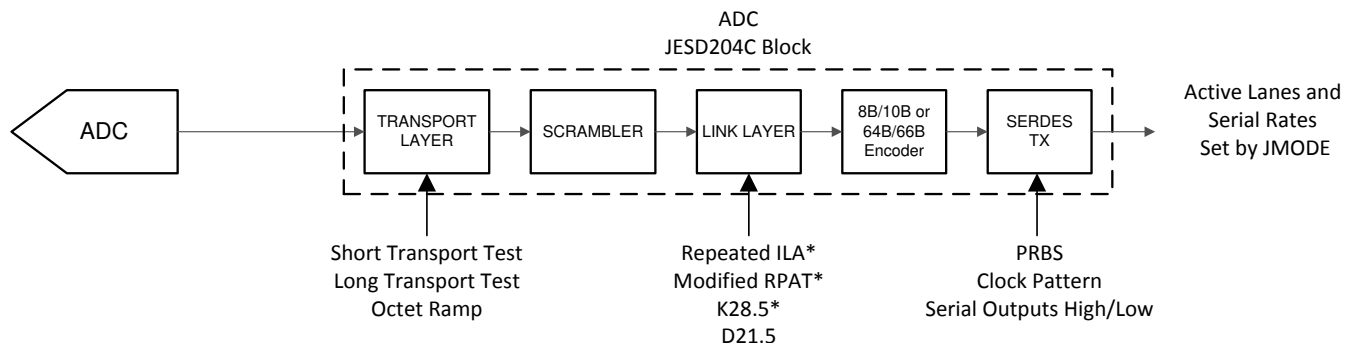 ADC
JESD204C Block
ADC
TRANSPORT
LAYER
SCRAMBLER
LINK LAYER
8B/10B or
64B/66B
Encoder
SERDES
TX
Active Lanes and
Serial Rates
Set by JMODE
Short Transport Test
Long Transport Test
Octet Ramp
Repeated ILA*
Modified RPAT*
K28.5*
D21.5
PRBS
Clock Pattern
Serial Outputs High/Low